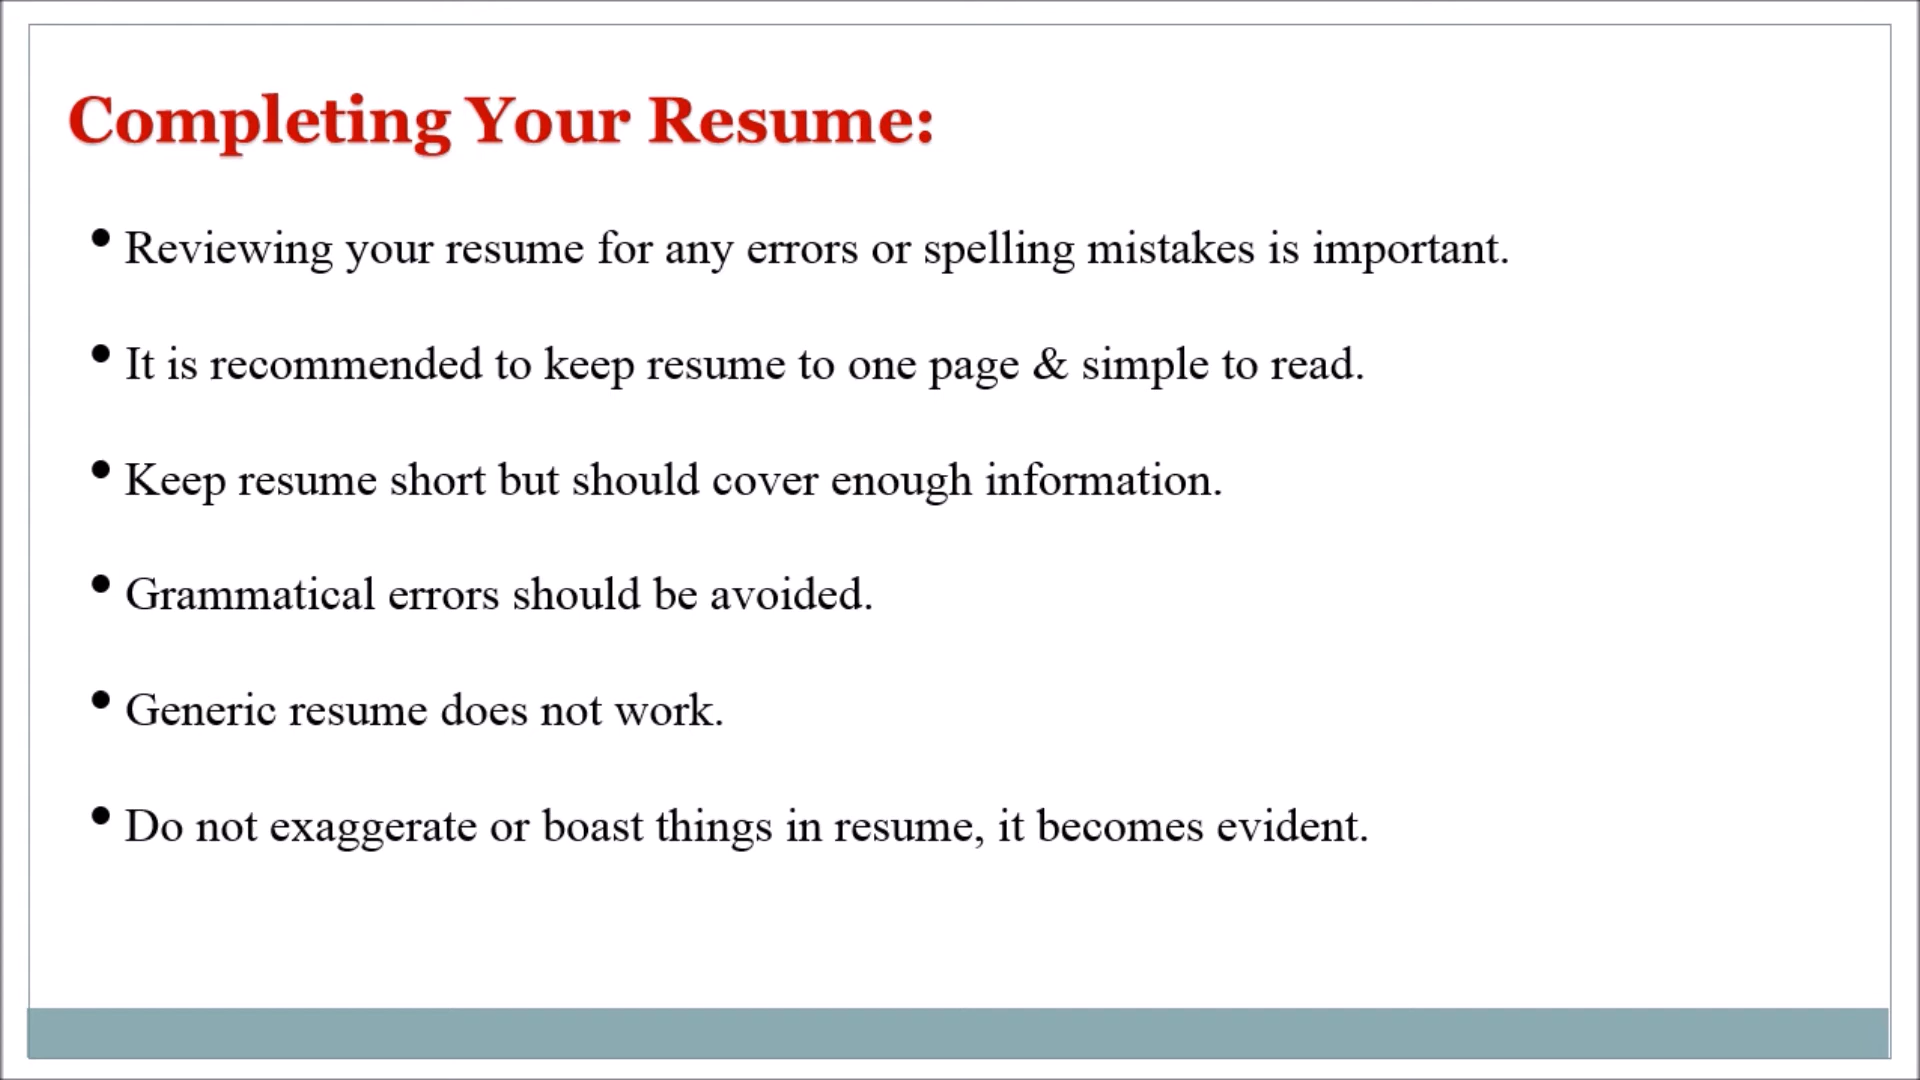 Completing Your Resume:
• Reviewing your resume for any errors or spelling mistakes is important.
• It is recommended to keep resume to one page & simple to read.
• Keep resume short but should cover enough information.
• Grammatical errors should be avoided.
• Generic resume does not work.
• Do not exaggerate or boast things in resume, it becomes evident.